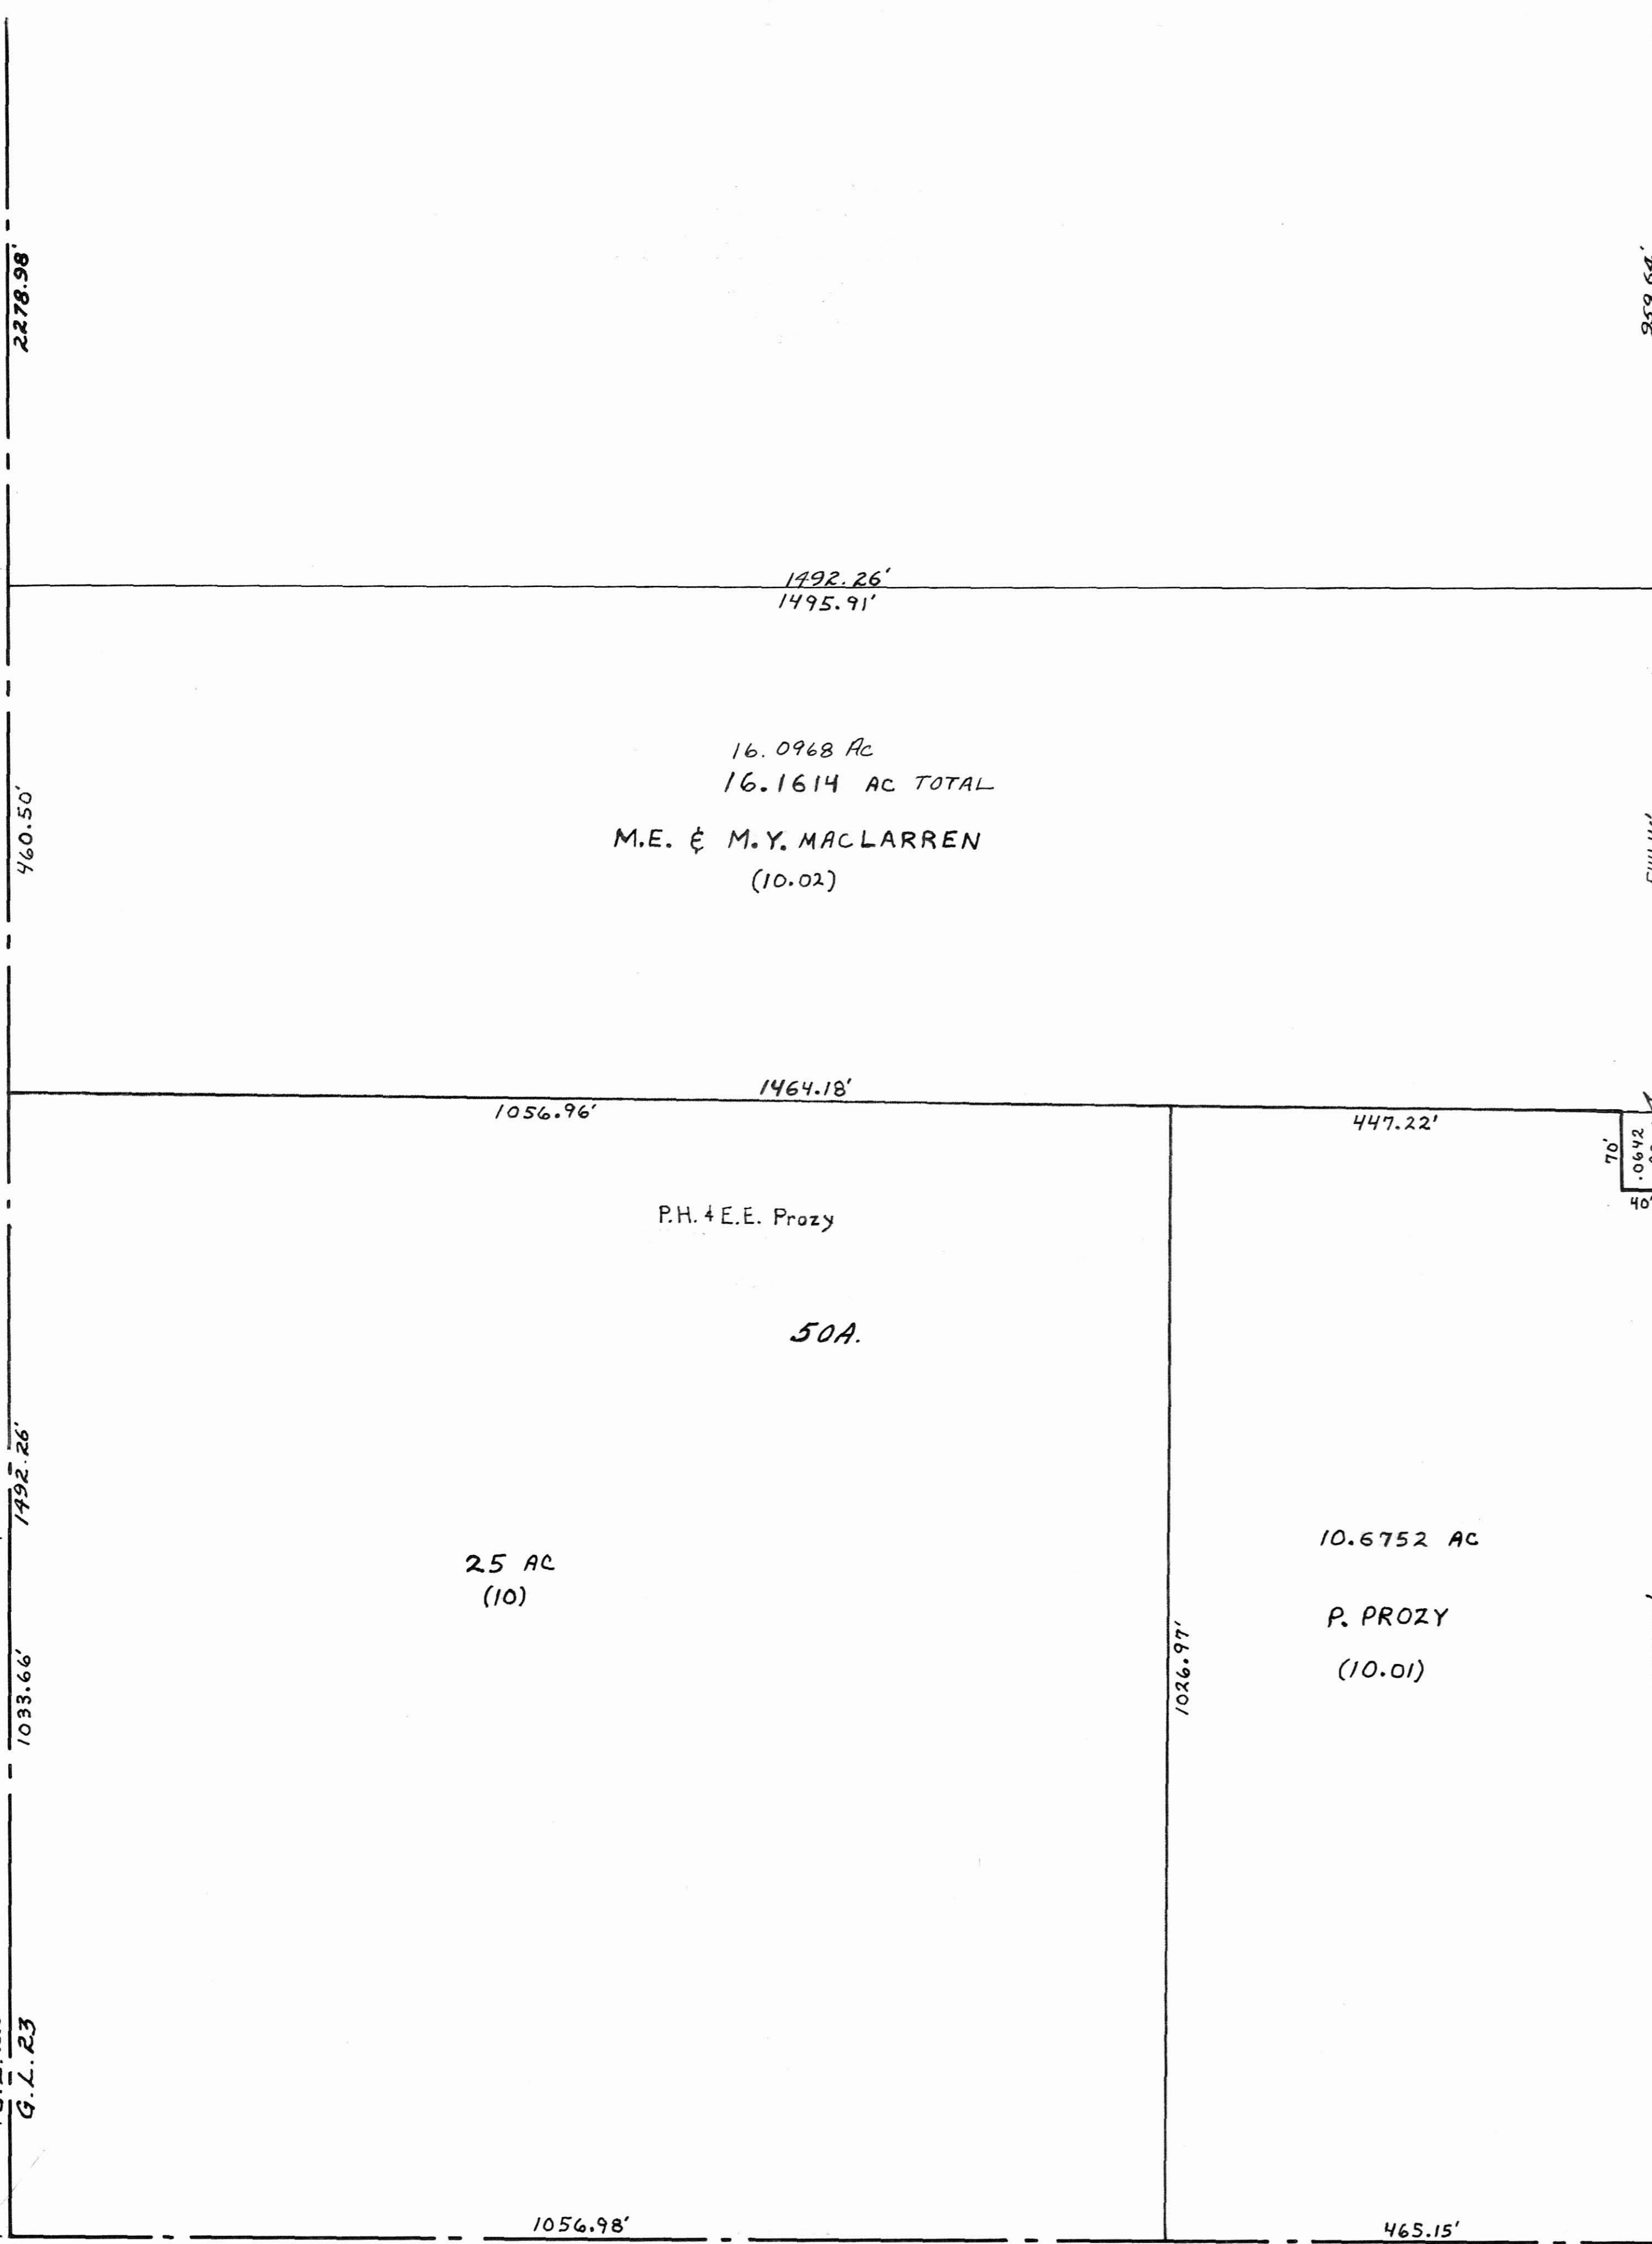 2278.98'
959.64'
1492.26'
1495.91'
16.0968 Ac
16.1614 AC TOTAL
M.E. & M.Y. MACLARREN
(10.02)
460.50'
1464.18'
1056.96'
447.22'
70'
.0642
40'
P.H. & E.E. Prozy
50A.
1492.26'
25 AC
(10)
10.6752 AC
P. PROZY
(10.01)
1033.66'
1026.97'
G.L. 23
1056.98'
465.15'